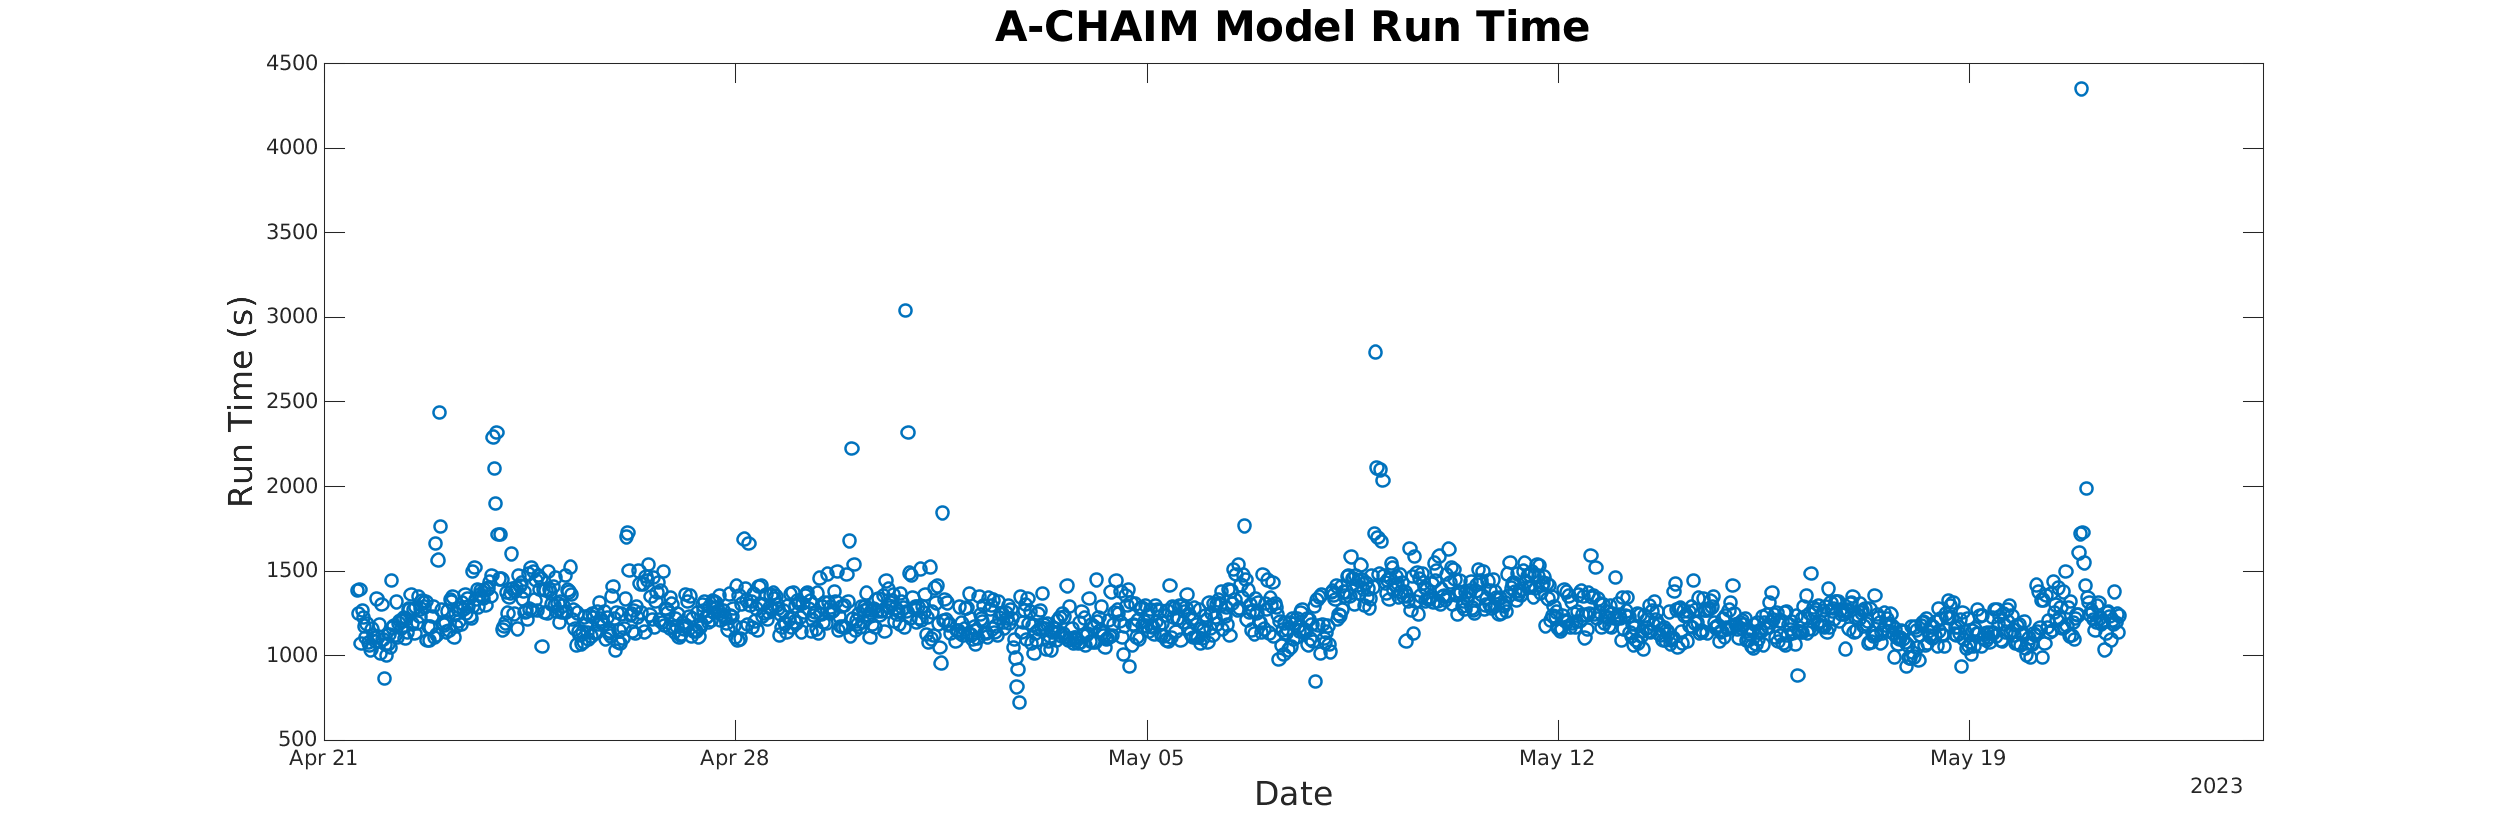 A-CHAIM Model Run Time
4500
4000
3500
3000
2500
2000
1500
1000
500
Run Time (s)
Apr 21 Apr 28 May 05 May 12 May 19
2023
Date